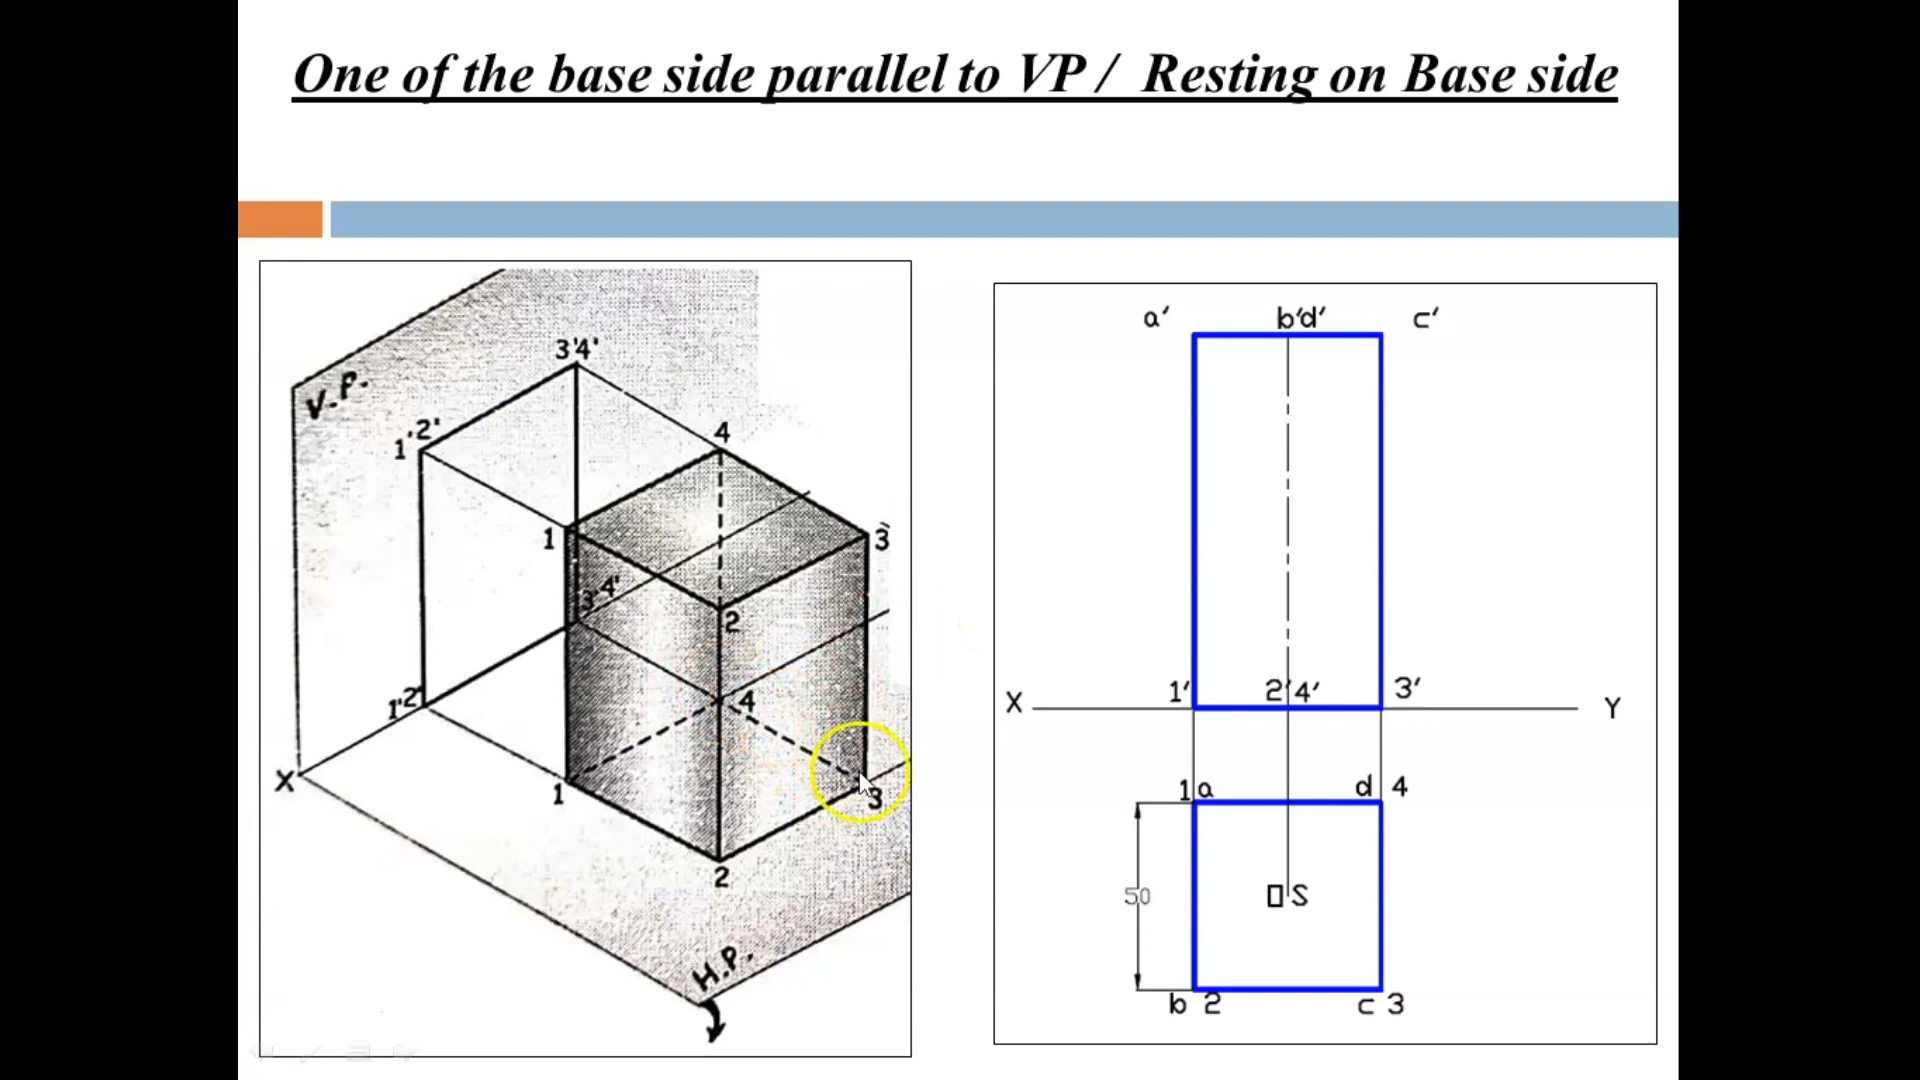 One of the base side parallel to VP / Resting on Base side
V.P.
3'4'
1'2'
4
1
3
3'4'
2
1'2'
4
X
1
3
2
H.P.
a' b'd' c'
X 1' 2'4' 3' Y
1 a d 4
50
□S
b 2 c 3